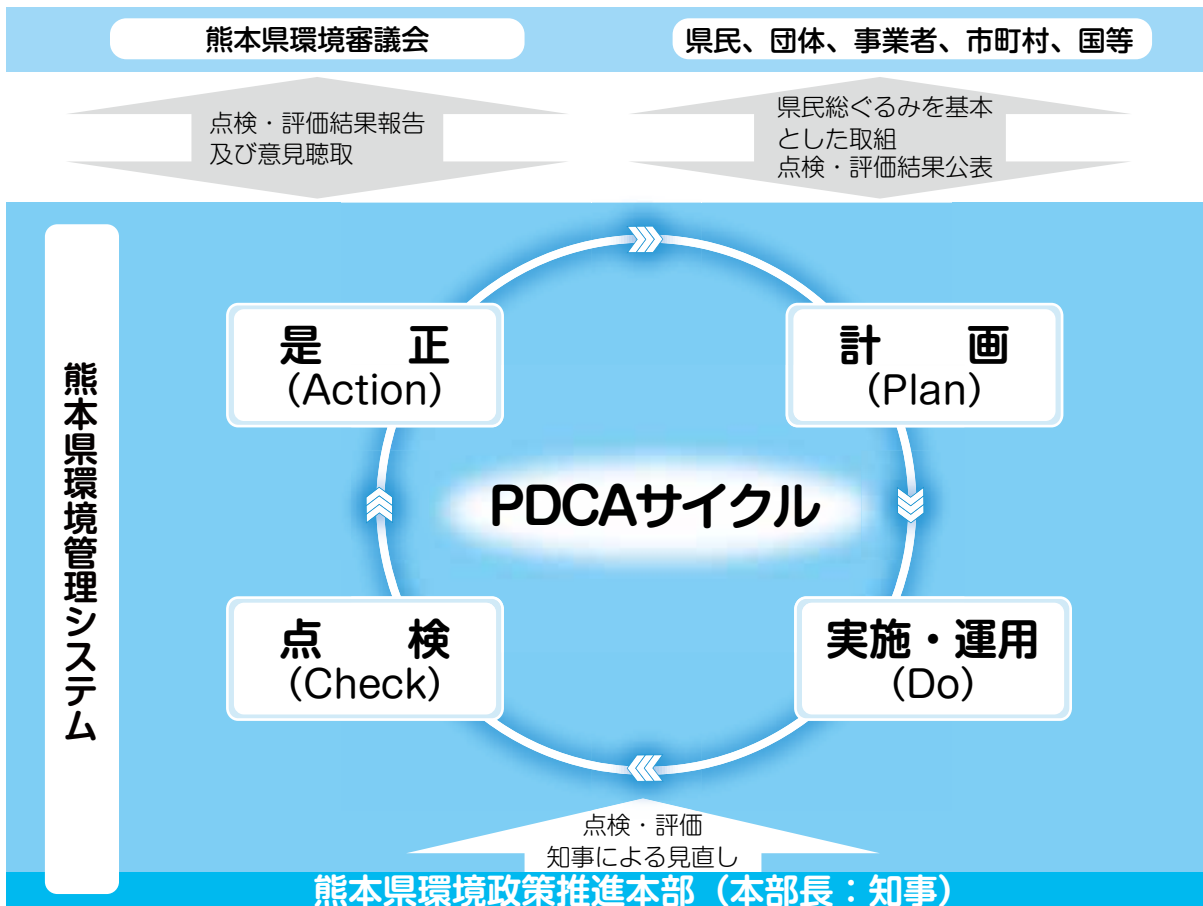 熊本県環境審議会
県民、団体、事業者、市町村、国等
点検・評価結果報告
及び意見聴取
県民総ぐるみを基本
とした取組
点検・評価結果公表
熊本県環境管理システム
是 正
(Action)
計 画
(Plan)
PDCAサイクル
点 検
(Check)
実施・運用
(Do)
点検・評価
知事による見直し
熊本県環境政策推進本部(本部長:知事)